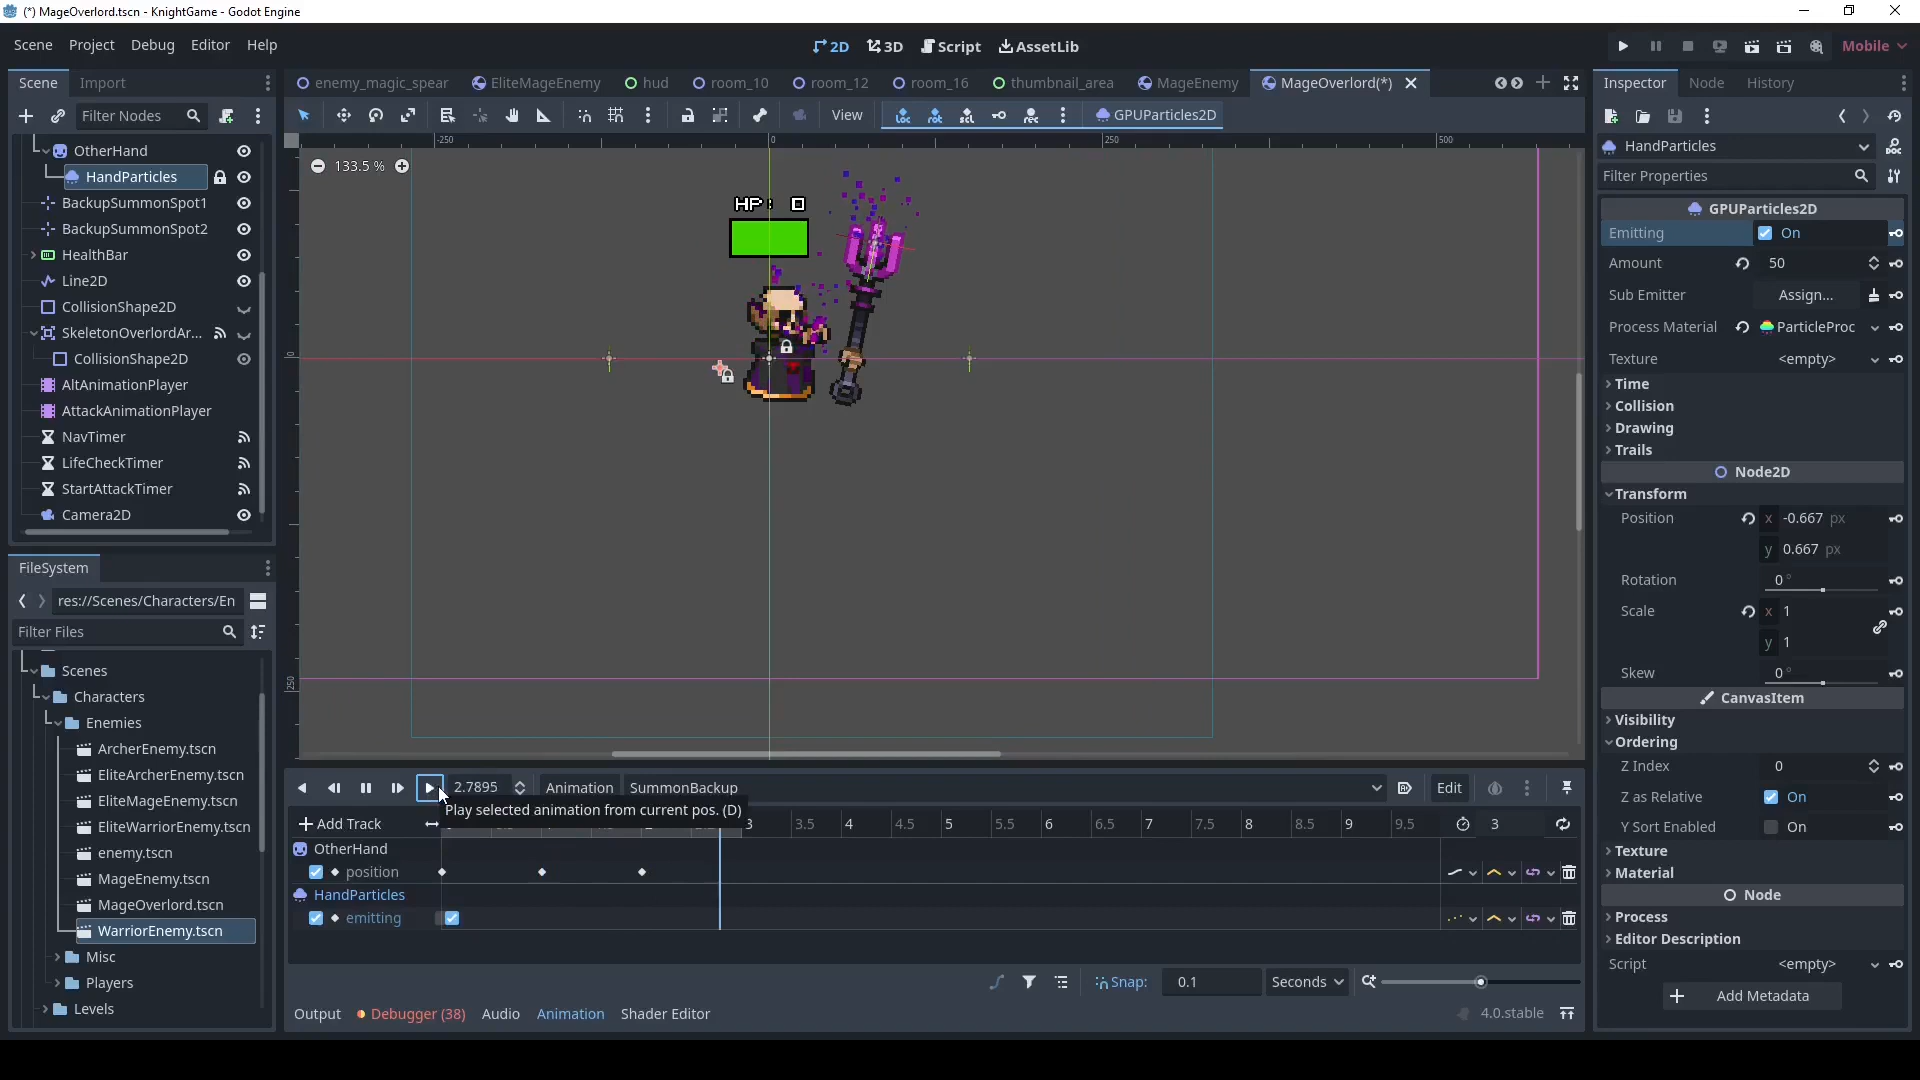 (*) MageOverlord.tscn - KnightGame - Godot Engine
Scene Project Debug Editor Help
2D 3D Script AssetLib
Mobile
Scene Import
enemy_magic_spear EliteMageEnemy hud room_10 room_12 room_16 thumbnail_area MageEnemy MageOverlord(*)
Inspector Node History
Filter Nodes
View
GPUParticles2D
-250 0 250 500
133.5 %
HP: 0
0
250
OtherHand
HandParticles
BackupSummonSpot1
BackupSummonSpot2
HealthBar
Line2D
CollisionShape2D
SkeletonOverlordAr...
CollisionShape2D
AltAnimationPlayer
AttackAnimationPlayer
NavTimer
LifeCheckTimer
StartAttackTimer
Camera2D
FileSystem
res://Scenes/Characters/En
Filter Files
Scenes
Characters
Enemies
ArcherEnemy.tscn
EliteArcherEnemy.tscn
EliteMageEnemy.tscn
EliteWarriorEnemy.tscn
enemy.tscn
MageEnemy.tscn
MageOverlord.tscn
WarriorEnemy.tscn
Misc
Players
Levels
2.7895 Animation SummonBackup Edit
Play selected animation from current pos. (D)
Add Track 3 3.5 4 4.5 5 5.5 6 6.5 7 7.5 8 8.5 9 9.5 3
OtherHand
position
HandParticles
emitting
Snap: 0.1 Seconds
Output Debugger (38) Audio Animation Shader Editor 4.0.stable
HandParticles
Filter Properties
GPUParticles2D
Emitting On
Amount 50
Sub Emitter Assign...
Process Material ParticleProc
Texture <empty>
Time
Collision
Drawing
Trails
Node2D
Transform
Position x -0.667 px
y 0.667 px
Rotation 0 °
Scale x 1
y 1
Skew 0 °
CanvasItem
Visibility
Ordering
Z Index 0
Z as Relative On
Y Sort Enabled On
Texture
Material
Node
Process
Editor Description
Script <empty>
Add Metadata